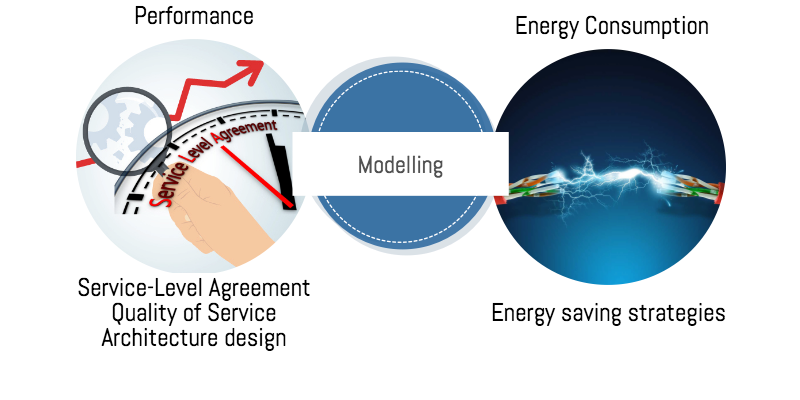 Performance
Energy Consumption
Service Level Agreement
Modelling
Service-Level Agreement
Quality of Service
Architecture design
Energy saving strategies